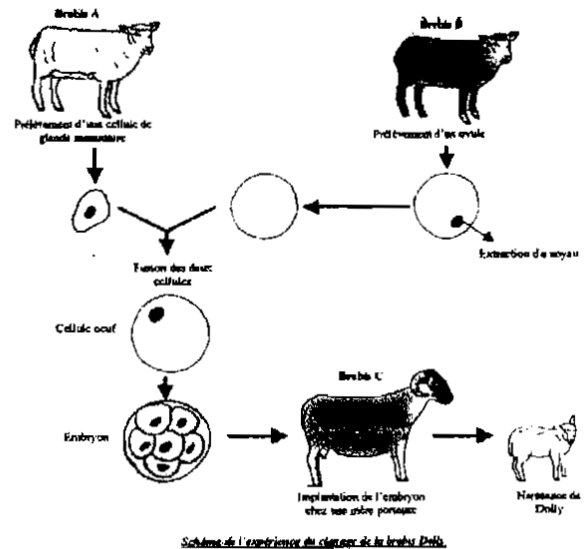 Brebis A
Brebis B
Prélèvement d'une cellule de
glande mammaire
Prélèvement d'un ovule
Extraction du noyau
Fusion des deux
cellules
Cellule oeuf
Brebis C
Embryon
Implantation de l'embryon
chez une mère porteuse
Naissance de
Dolly
Schéma de l'expérience du clonage de la brebis Dolly